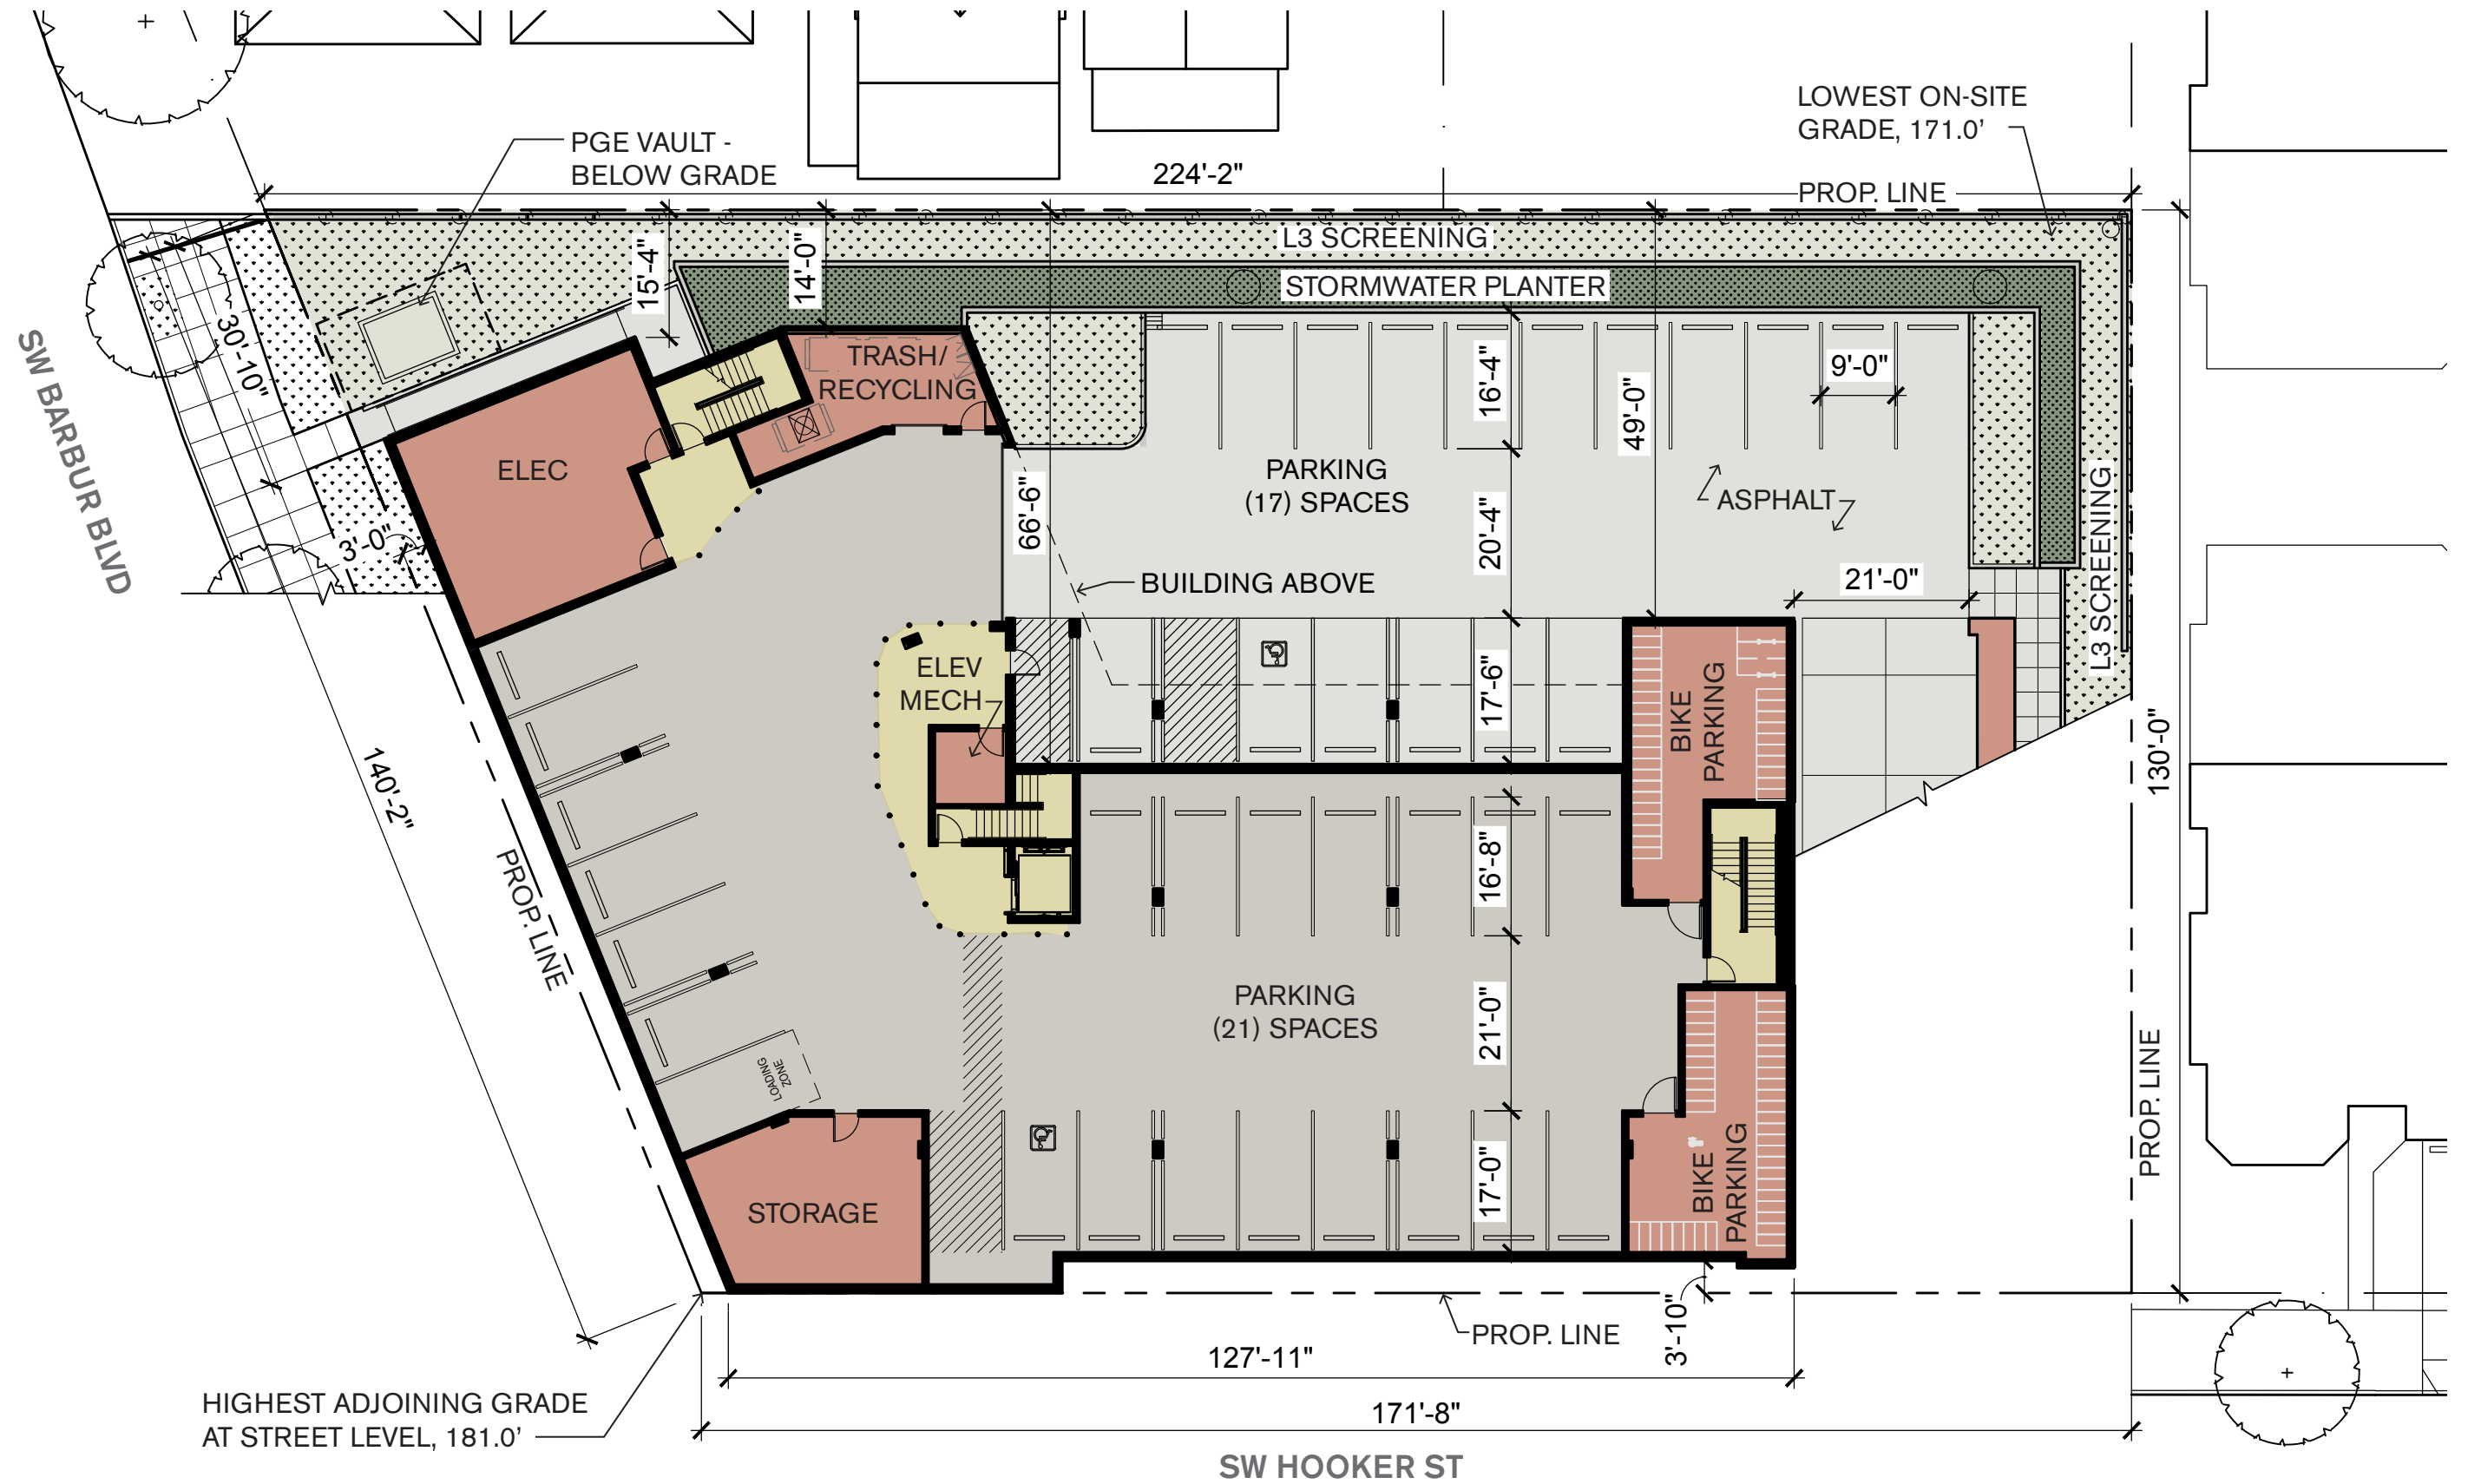 LOWEST ON-SITE
GRADE, 171.0’
PGE VAULT -
BELOW GRADE
224'-2"
PROP. LINE
L3 SCREENING
15'-4"
14'-0"
STORMWATER PLANTER
30'-10"
SW BARBUR BLVD
TRASH/
RECYCLING
16'-4"
9'-0"
49'-0"
ELEC
PARKING
(17) SPACES
ASPHALT
66'-6"
20'-4"
3'-0"
BUILDING ABOVE
21'-0"
L3 SCREENING
ELEV
MECH
17'-6"
BIKE
PARKING
130'-0"
140'-2"
PROP. LINE
16'-8"
PARKING
(21) SPACES
21'-0"
LOADING
ZONE
PROP. LINE
STORAGE
17'-0"
BIKE
PARKING
3'-10"
PROP. LINE
127'-11"
HIGHEST ADJOINING GRADE
AT STREET LEVEL, 181.0’
171'-8"
SW HOOKER ST